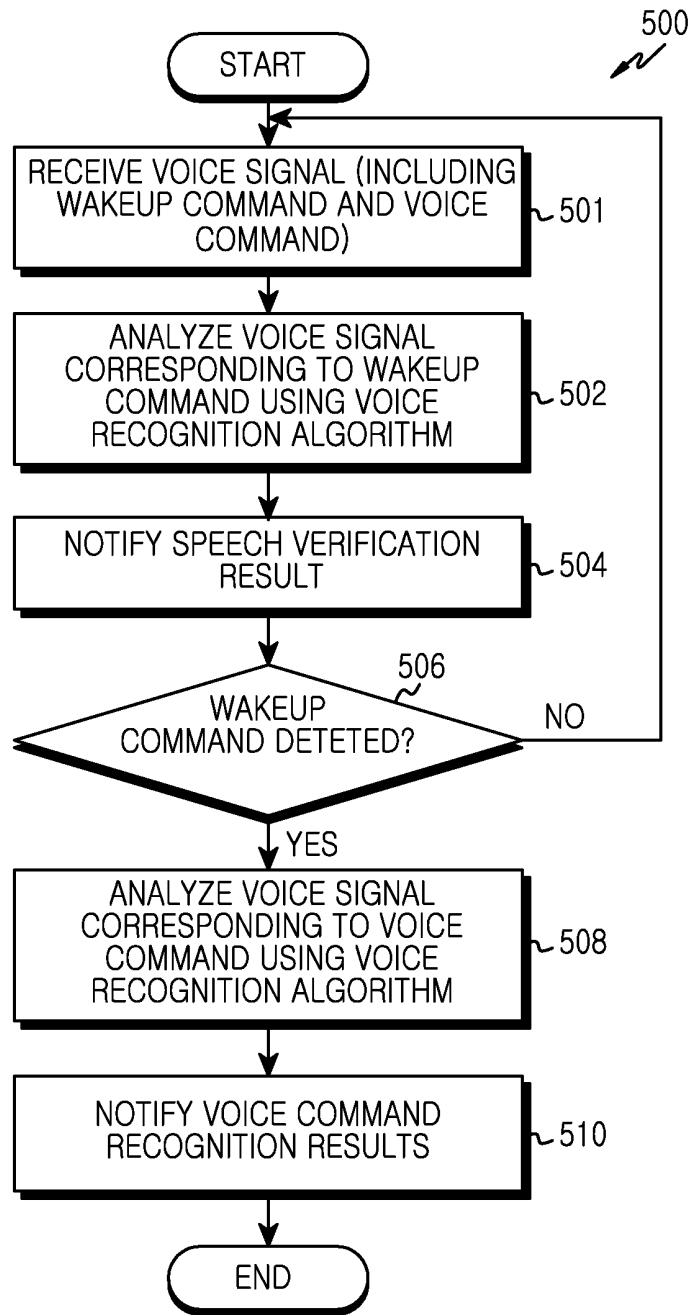 500
START
RECEIVE VOICE SIGNAL (INCLUDING
WAKEUP COMMAND AND VOICE
COMMAND)
501
ANALYZE VOICE SIGNAL
CORRESPONDING TO WAKEUP
COMMAND USING VOICE
RECOGNITION ALGORITHM
502
NOTIFY SPEECH VERIFICATION
RESULT
504
506
WAKEUP
COMMAND DETETED?
NO
YES
ANALYZE VOICE SIGNAL
CORRESPONDING TO VOICE
COMMAND USING VOICE
RECOGNITION ALGORITHM
508
NOTIFY VOICE COMMAND
RECOGNITION RESULTS
510
END